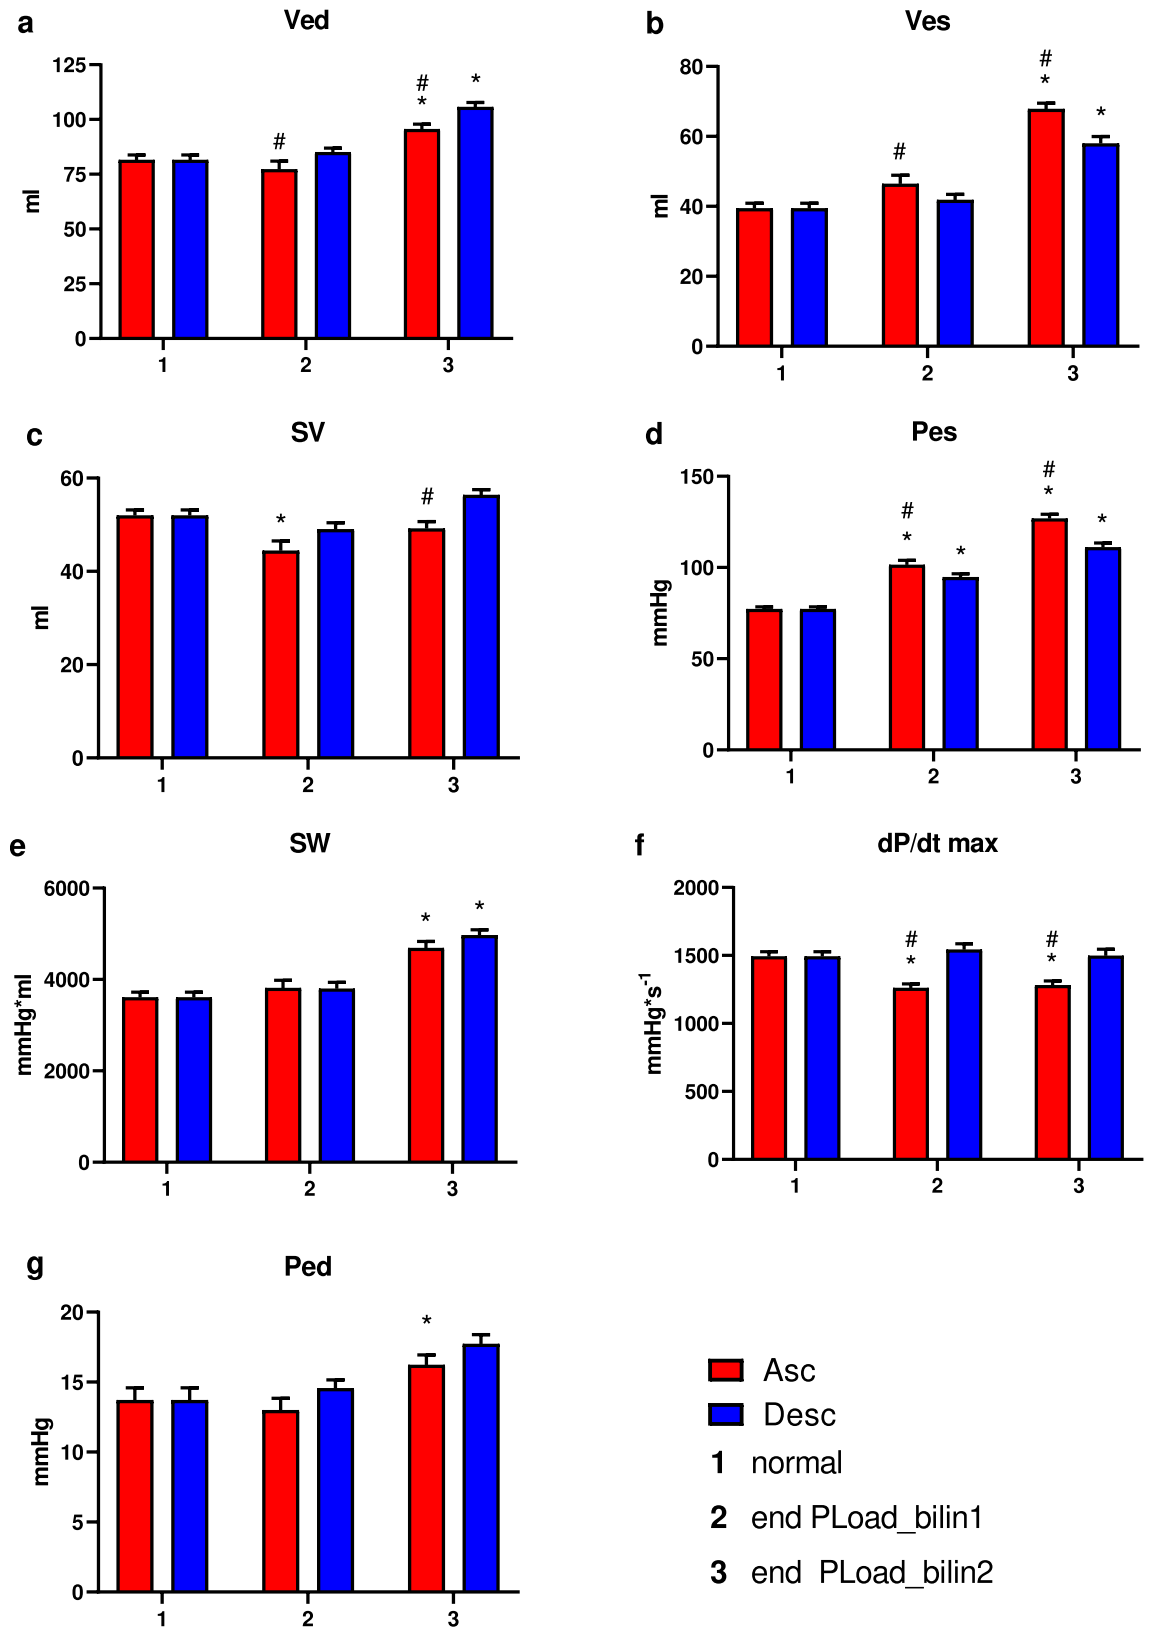 a Ved
125
100
75
50
25
0
ml
#
#
*
*
1 2 3
b Ves
80
60
40
20
0
ml
#
#
*
*
1 2 3
c SV
60
40
20
0
ml
*
#
1 2 3
d Pes
150
100
50
0
mmHg
#
*
*
#
*
*
1 2 3
e SW
6000
4000
2000
0
mmHg*ml
*
*
1 2 3
f dP/dt max
2000
1500
1000
500
0
mmHg*s-1
#
*
#
*
1 2 3
g Ped
20
15
10
5
0
mmHg
*
1 2 3
Asc
Desc
1 normal
2 end PLoad_bilin1
3 end PLoad_bilin2